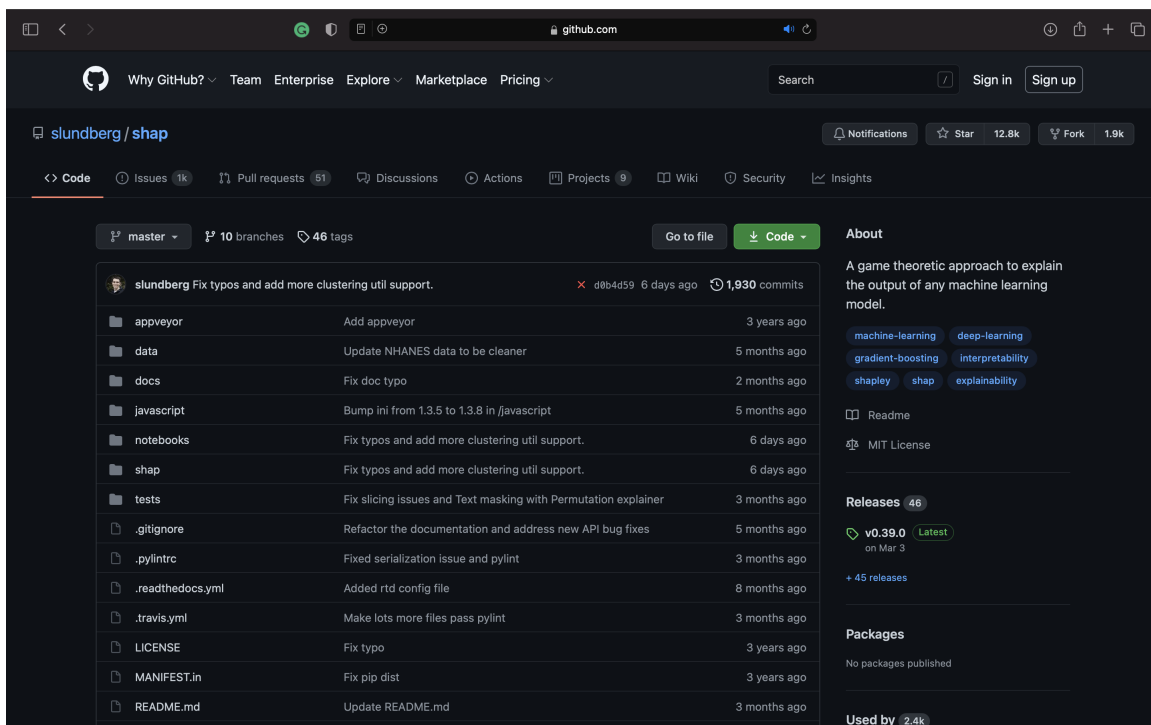 github.com
Why GitHub? Team Enterprise Explore Marketplace Pricing Search / Sign in Sign up
slundberg / shap Notifications Star 12.8k Fork 1.9k
Code Issues 1k Pull requests 51 Discussions Actions Projects 9 Wiki Security Insights
master 10 branches 46 tags Go to file Code
slundberg Fix typos and add more clustering util support. d0b4d59 6 days ago 1,930 commits
appveyor Add appveyor 3 years ago
data Update NHANES data to be cleaner 5 months ago
docs Fix doc typo 2 months ago
javascript Bump ini from 1.3.5 to 1.3.8 in /javascript 5 months ago
notebooks Fix typos and add more clustering util support. 6 days ago
shap Fix typos and add more clustering util support. 6 days ago
tests Fix slicing issues and Text masking with Permutation explainer 3 months ago
.gitignore Refactor the documentation and address new API bug fixes 5 months ago
.pylintrc Fixed serialization issue and pylint 3 months ago
.readthedocs.yml Added rtd config file 8 months ago
.travis.yml Make lots more files pass pylint 3 months ago
LICENSE Fix typo 3 years ago
MANIFEST.in Fix pip dist 3 years ago
README.md Update README.md 3 months ago
About
A game theoretic approach to explain
the output of any machine learning
model.
machine-learning deep-learning
gradient-boosting interpretability
shapley shap explainability
Readme
MIT License
Releases 46
v0.39.0 Latest
on Mar 3
+ 45 releases
Packages
No packages published
Used by 2.4k